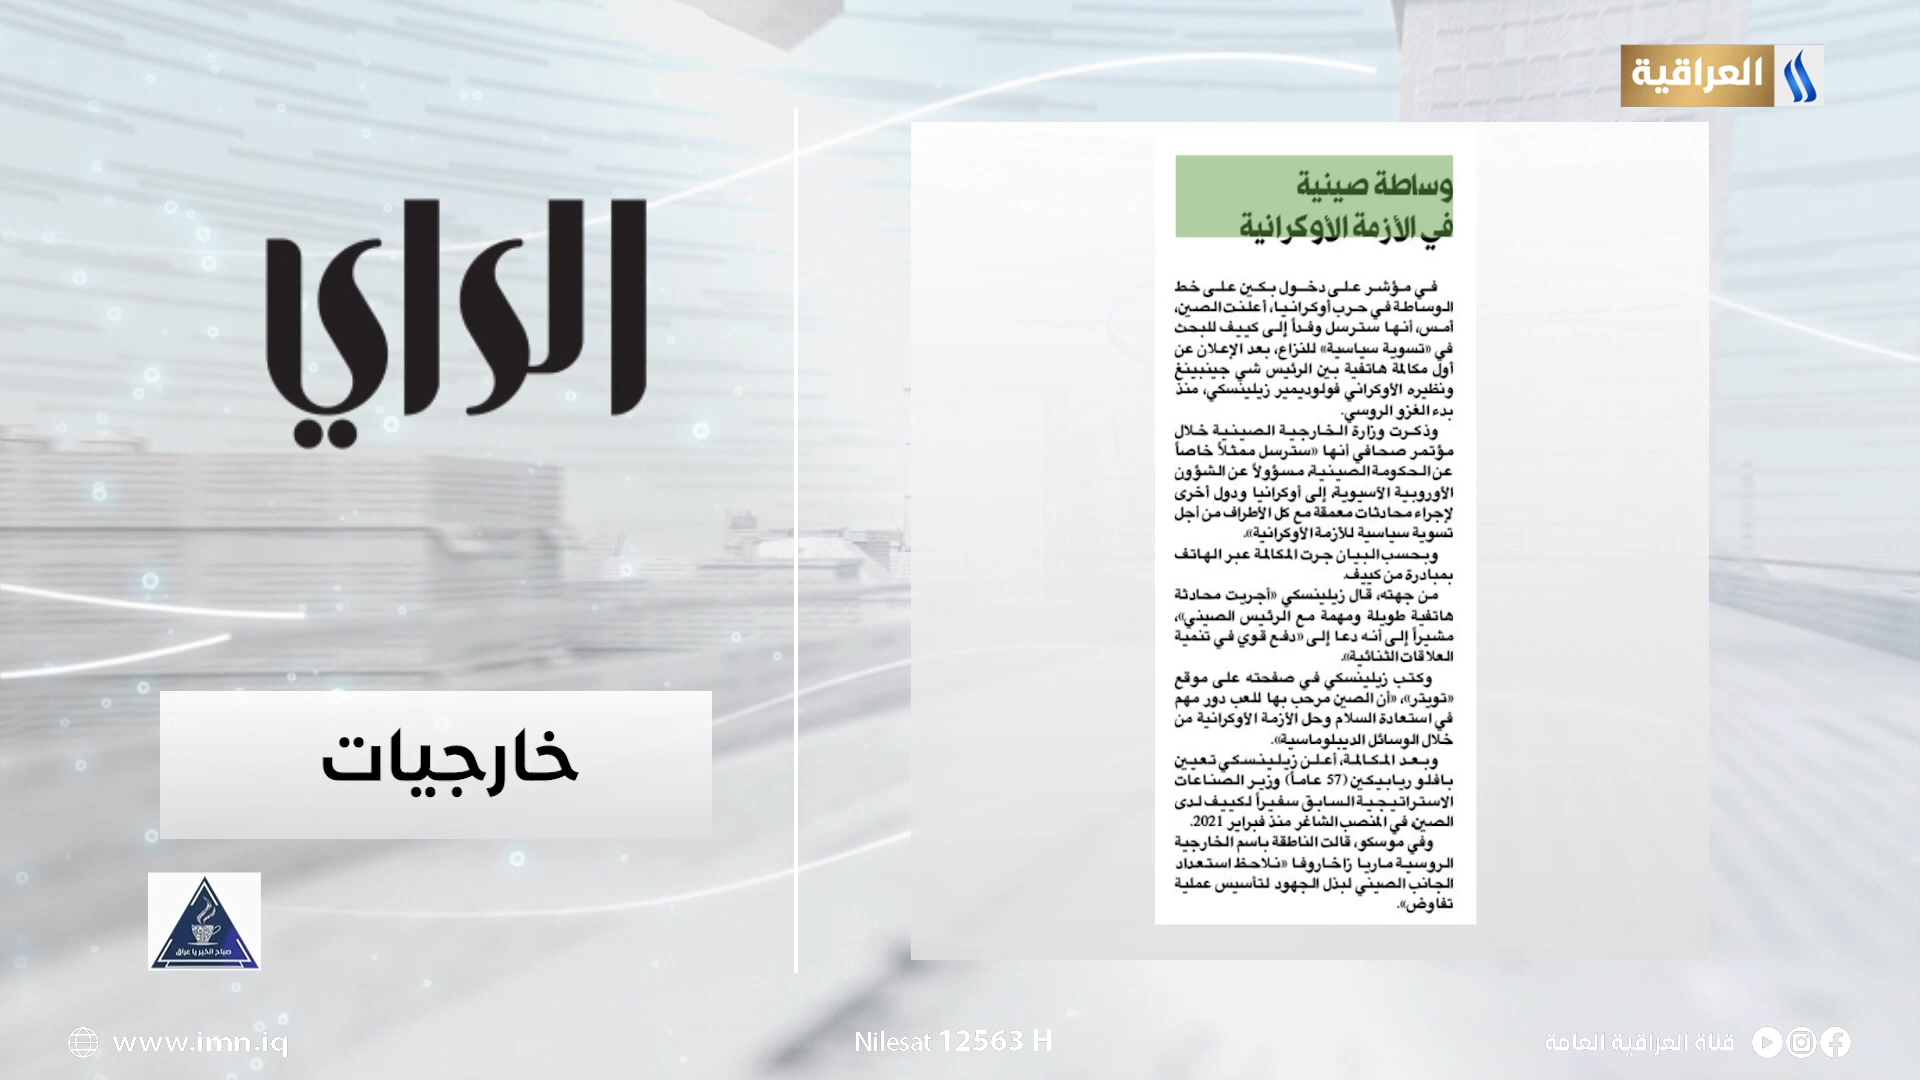 العراقية
الراي
خارجيات
صباح الخير يا عراق
وساطة صينية
في الأزمة الأوكرانية
في مؤشر على دخول بكين على خط
الوساطة في حرب أوكرانيا، أعلنت الصين،
أمس، أنها سترسل وفداً إلى كييف للبحث
في «تسوية سياسية» للنزاع، بعد الإعلان عن
أول مكالمة هاتفية بين الرئيس شي جينبينغ
ونظيره الأوكراني فولوديمير زيلينسكي، منذ
بدء الغزو الروسي.
وذكرت وزارة الخارجية الصينية خلال
مؤتمر صحافي أنها «سترسل ممثلاً خاصاً
عن الحكومة الصينية، مسؤولاً عن الشؤون
الأوروبية الآسيوية، إلى أوكرانيا ودول أخرى
لإجراء محادثات معمقة مع كل الأطراف من أجل
تسوية سياسية للأزمة الأوكرانية».
وبحسب البيان جرت المكالمة عبر الهاتف
بمبادرة من كييف.
من جهته، قال زيلينسكي «أجريت محادثة
هاتفية طويلة ومهمة مع الرئيس الصيني»،
مشيراً إلى أنه دعا إلى «دفع قوي في تنمية
العلاقات الثنائية».
وكتب زيلينسكي في صفحته على موقع
«تويتر»، «أن الصين مرحب بها للعب دور مهم
في استعادة السلام وحل الأزمة الأوكرانية من
خلال الوسائل الديبلوماسية».
وبعد المكالمة، أعلن زيلينسكي تعيين
بافلو ريابيكين (57 عاماً) وزير الصناعات
الاستراتيجية السابق سفيراً لكييف لدى
الصين، في المنصب الشاغر منذ فبراير 2021.
وفي موسكو، قالت الناطقة باسم الخارجية
الروسية ماريا زاخاروفا «نلاحظ استعداد
الجانب الصيني لبذل الجهود لتأسيس عملية
تفاوض».
www.imn.iq
Nilesat 12563 H
قناة العراقية العامة